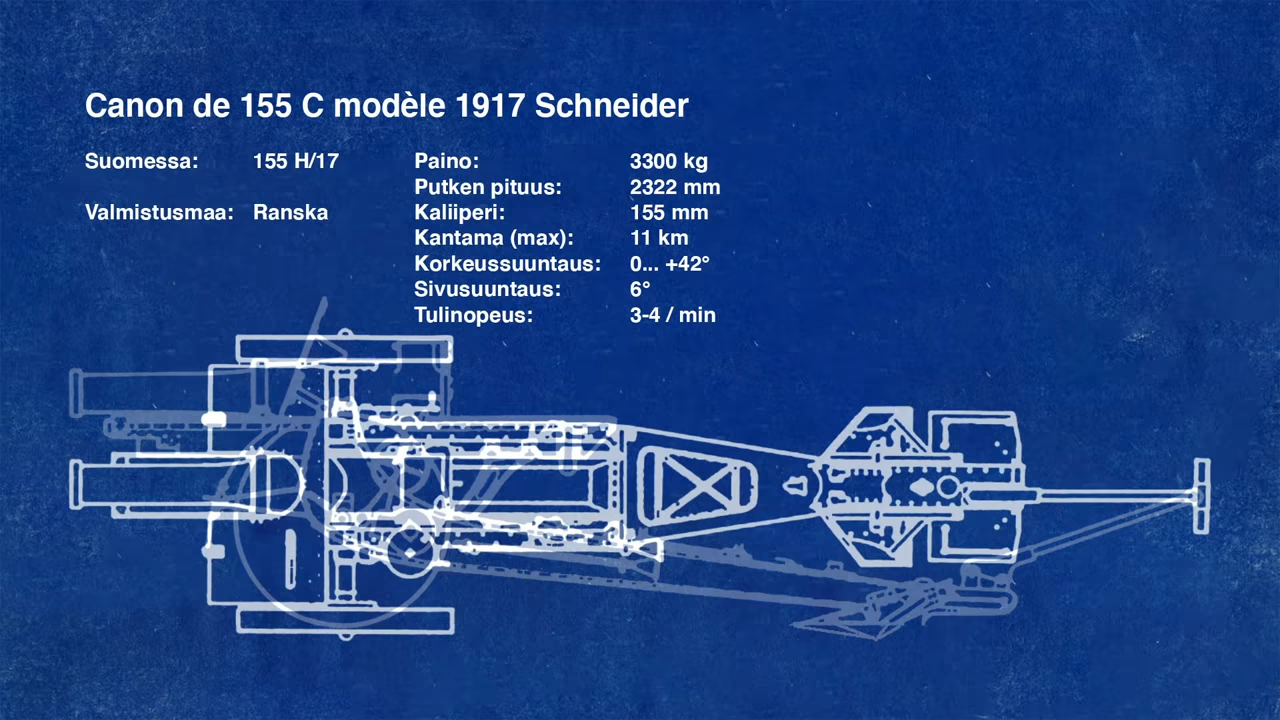 Canon de 155 C modèle 1917 Schneider
Suomessa: 155 H/17
Valmistusmaa: Ranska
Paino: 3300 kg
Putken pituus: 2322 mm
Kaliiperi: 155 mm
Kantama (max): 11 km
Korkeussuuntaus: 0... +42°
Sivusuuntaus: 6°
Tulinopeus: 3-4 / min